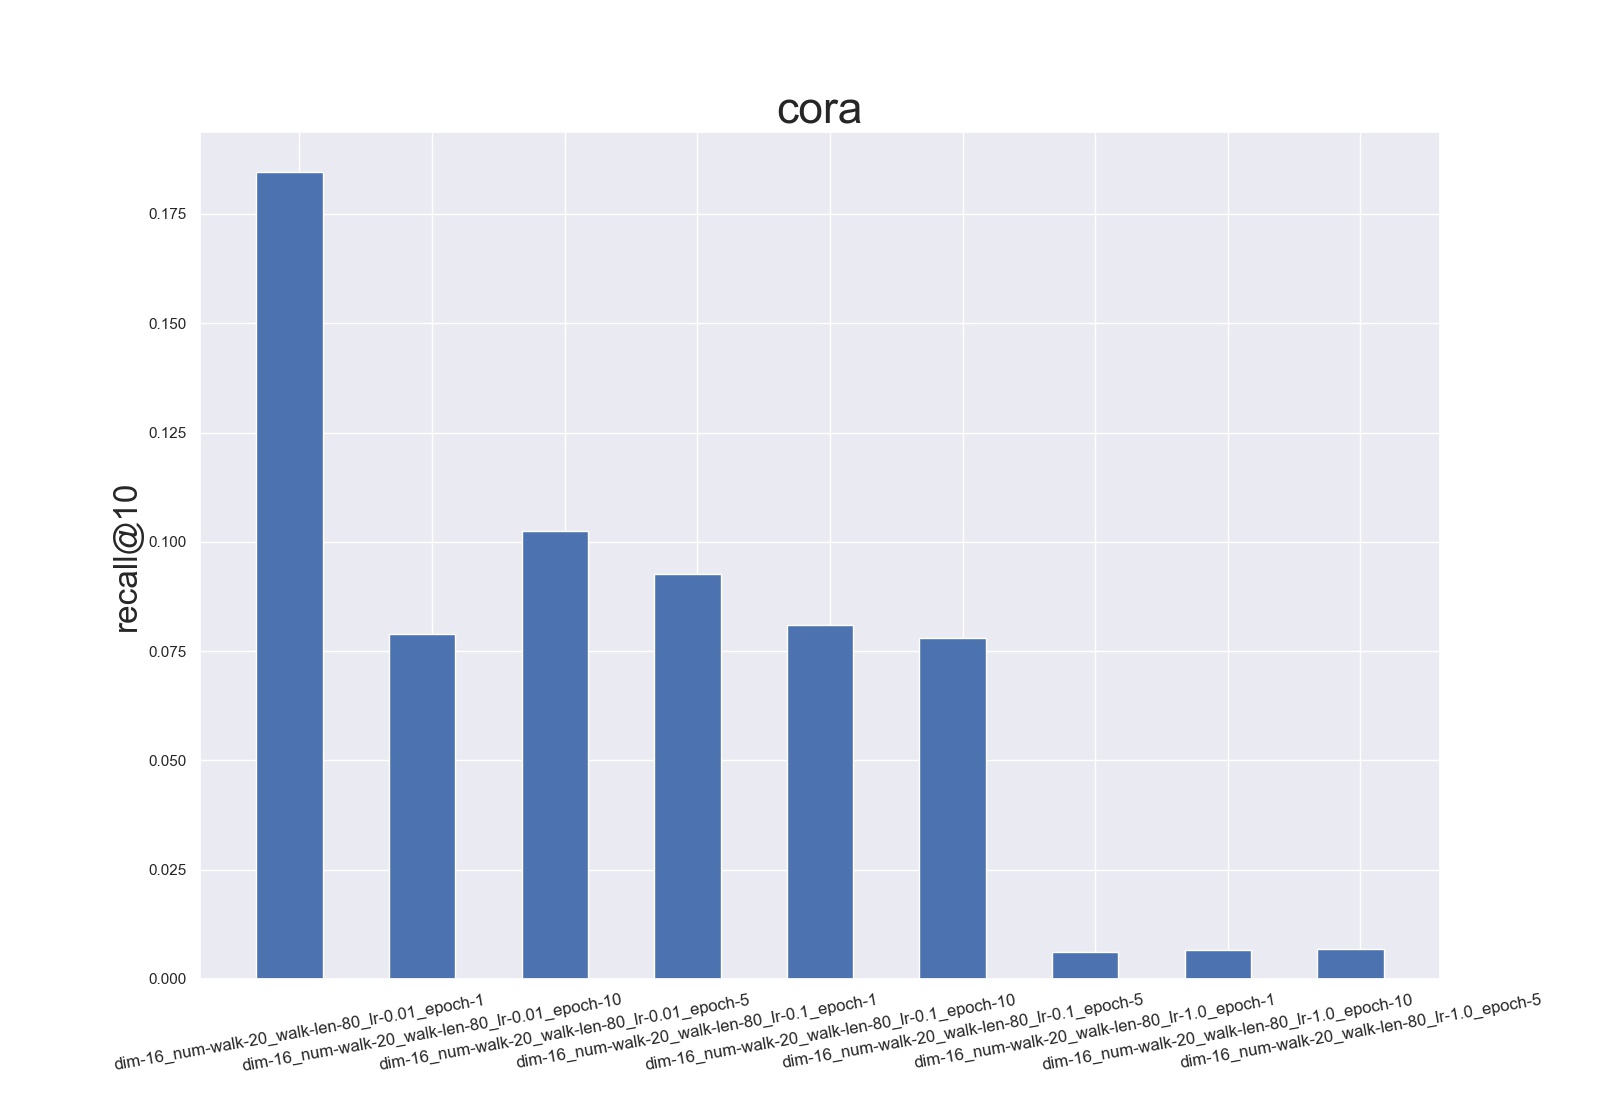 cora
recall@10
0.175
0.150
0.125
0.100
0.075
0.050
0.025
0.000
dim-16_num-walk-20_walk-len-80_lr-0.01_epoch-1
dim-16_num-walk-20_walk-len-80_lr-0.01_epoch-10
dim-16_num-walk-20_walk-len-80_lr-0.01_epoch-5
dim-16_num-walk-20_walk-len-80_lr-0.1_epoch-1
dim-16_num-walk-20_walk-len-80_lr-0.1_epoch-10
dim-16_num-walk-20_walk-len-80_lr-0.1_epoch-5
dim-16_num-walk-20_walk-len-80_lr-1.0_epoch-1
dim-16_num-walk-20_walk-len-80_lr-1.0_epoch-10
dim-16_num-walk-20_walk-len-80_lr-1.0_epoch-5